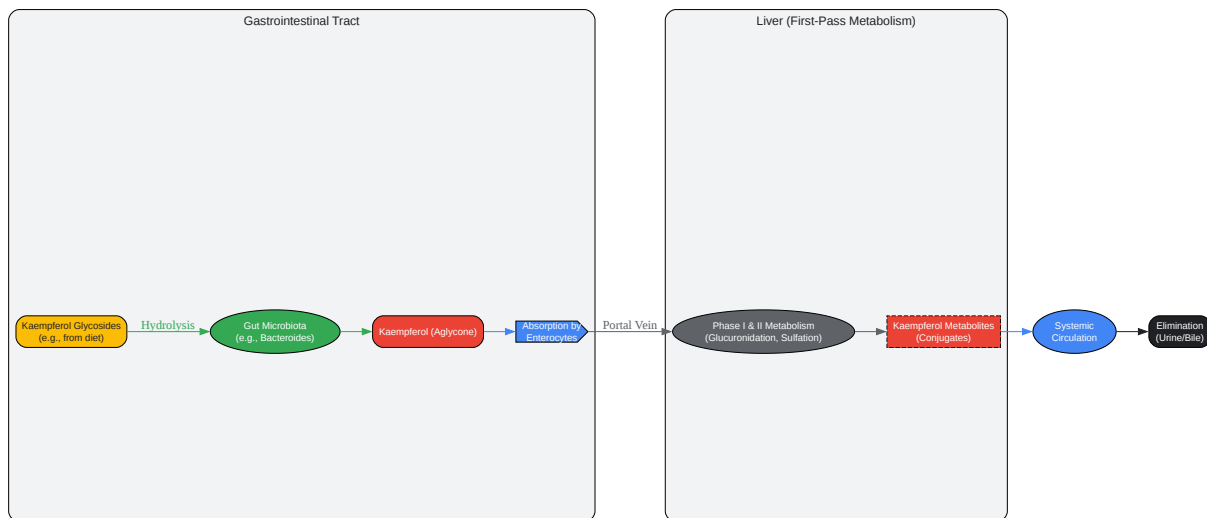 Gastrointestinal Tract
Liver (First-Pass Metabolism)
Kaempferol Glycosides
(e.g., from diet)
Hydrolysis
Gut Microbiota
(e.g., Bacteroides)
Kaempferol (Aglycone)
Absorption by
Enterocytes
Portal Vein
Phase I & II Metabolism
(Glucuronidation, Sulfation)
Kaempferol Metabolites
(Conjugates)
Systemic
Circulation
Elimination
(Urine/Bile)